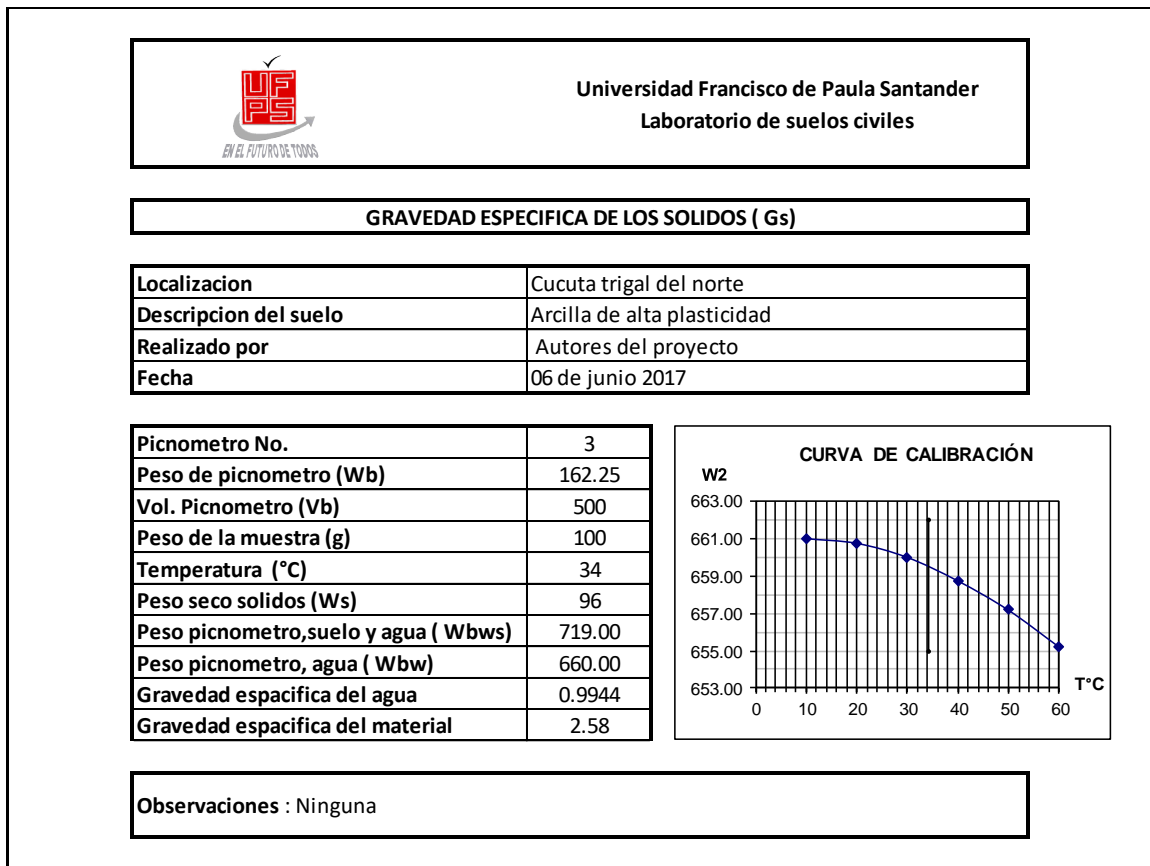 UFPS
EN EL FUTURO DE TODOS
Universidad Francisco de Paula Santander
Laboratorio de suelos civiles
GRAVEDAD ESPECIFICA DE LOS SOLIDOS ( Gs)
Localizacion Cucuta trigal del norte
Descripcion del suelo Arcilla de alta plasticidad
Realizado por Autores del proyecto
Fecha 06 de junio 2017
Picnometro No. 3
Peso de picnometro (Wb) 162.25
Vol. Picnometro (Vb) 500
Peso de la muestra (g) 100
Temperatura (°C) 34
Peso seco solidos (Ws) 96
Peso picnometro,suelo y agua ( Wbws) 719.00
Peso picnometro, agua ( Wbw) 660.00
Gravedad espacifica del agua 0.9944
Gravedad espacifica del material 2.58
CURVA DE CALIBRACIÓN
W2
663.00
661.00
659.00
657.00
655.00
653.00
T°C
0 10 20 30 40 50 60
Observaciones : Ninguna